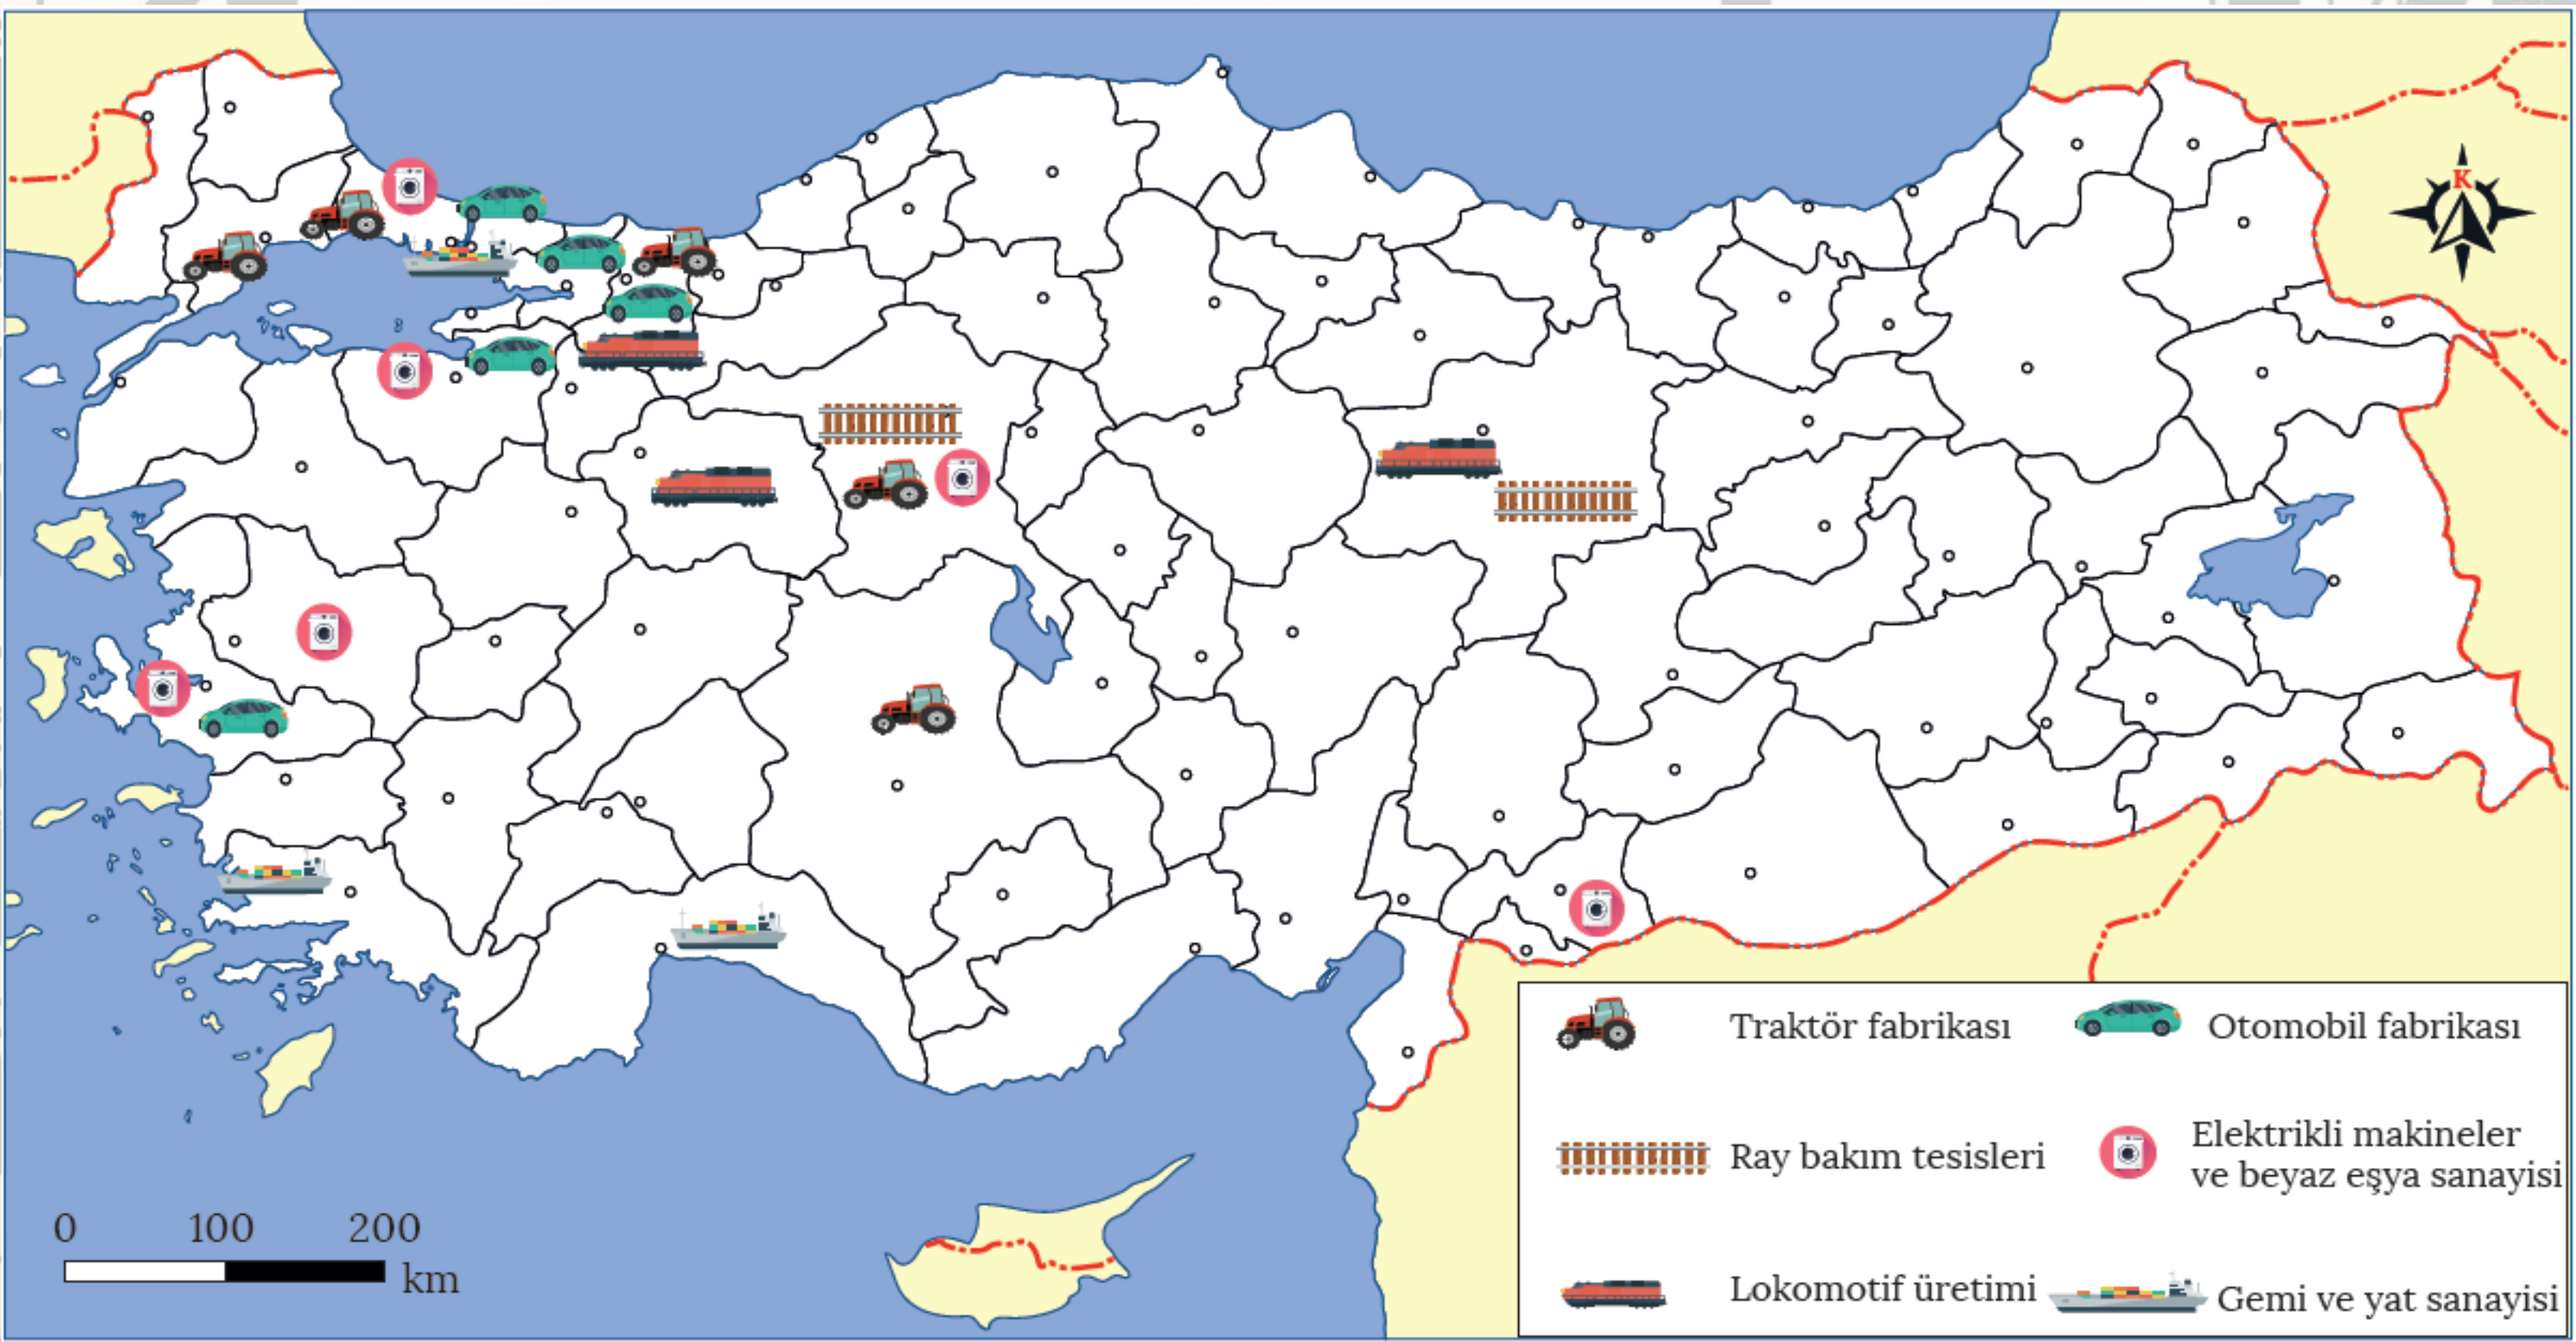 K
Traktör fabrikası
Otomobil fabrikası
Ray bakım tesisleri
Elektrikli makineler
ve beyaz eşya sanayisi
Lokomotif üretimi
Gemi ve yat sanayisi
0 100 200
km